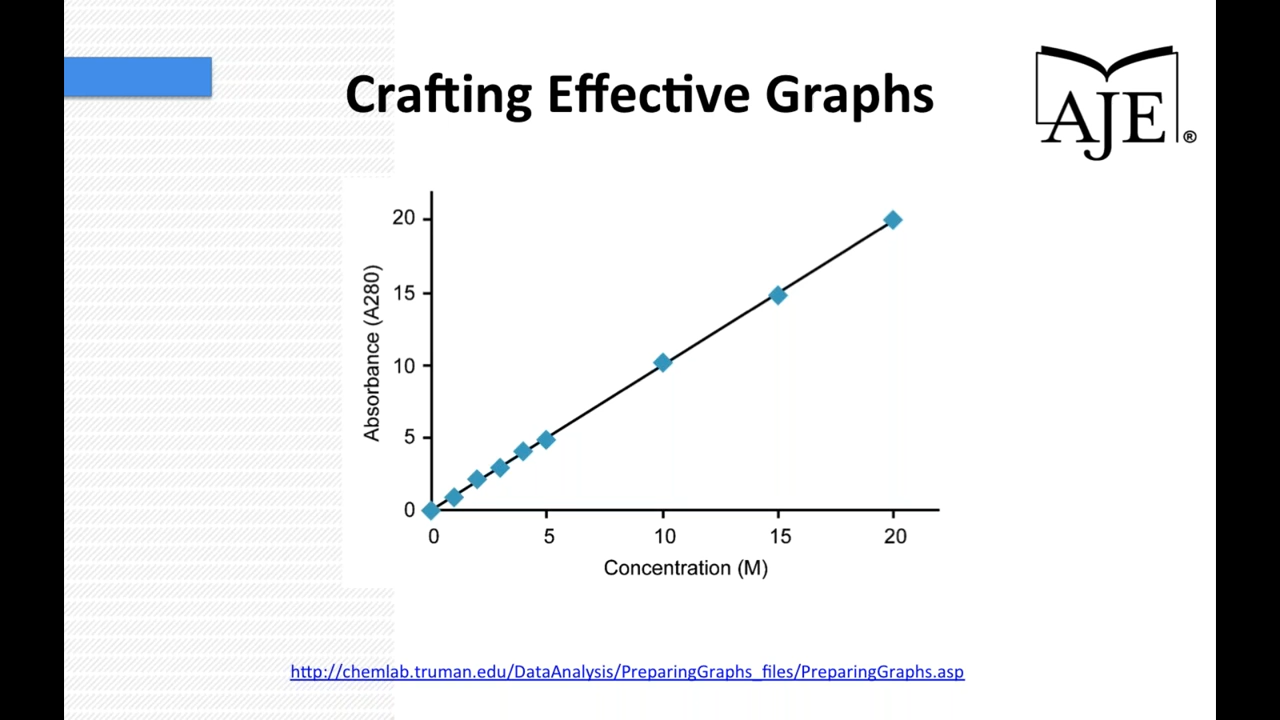 Crafting Effective Graphs
AJE®
20
15
10
5
0
Absorbance (A280)
0 5 10 15 20
Concentration (M)
http://chemlab.truman.edu/DataAnalysis/PreparingGraphs_files/PreparingGraphs.asp